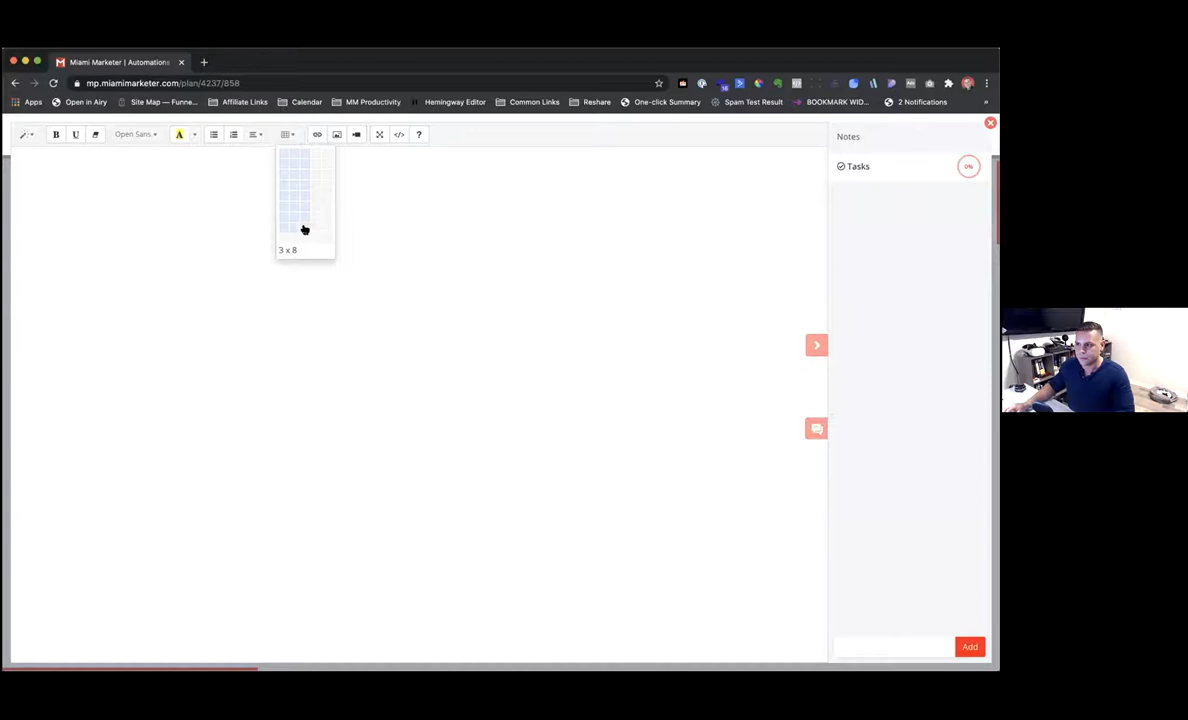 Miami Marketer | Automations
mp.miamimarketer.com/plan/4237/858
Apps Open in Airy Site Map — Funne... Affiliate Links Calendar MM Productivity Hemingway Editor Common Links Reshare One-click Summary Spam Test Result BOOKMARK WID... 2 Notifications »
B U Open Sans A </> ?
Notes
Tasks 0%
3 x 8
Add